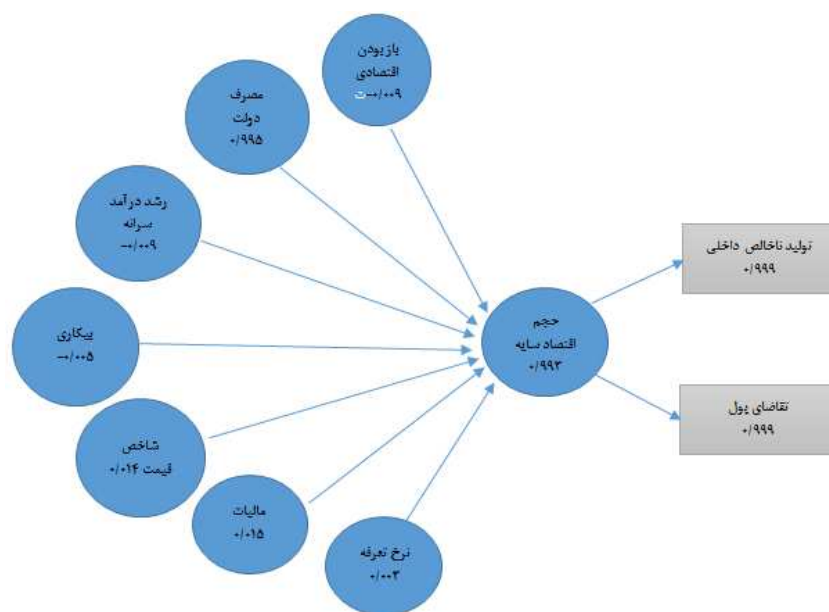 باز بودن
اقتصادی
-۰/۰۰۹ت
مصرف
دولت
۰/۹۹۵
رشد درآمد
سرانه
-۰/۰۰۹
بیکاری
-۰/۰۰۵
شاخص
قیمت ۰/۰۱۴
مالیات
۰/۰۱۵
نرخ تعرفه
۰/۰۰۳
حجم
اقتصاد سایه
۰/۹۹۳
تولید ناخالص داخلی
۰/۹۹۹
تقاضای پول
۰/۹۹۹